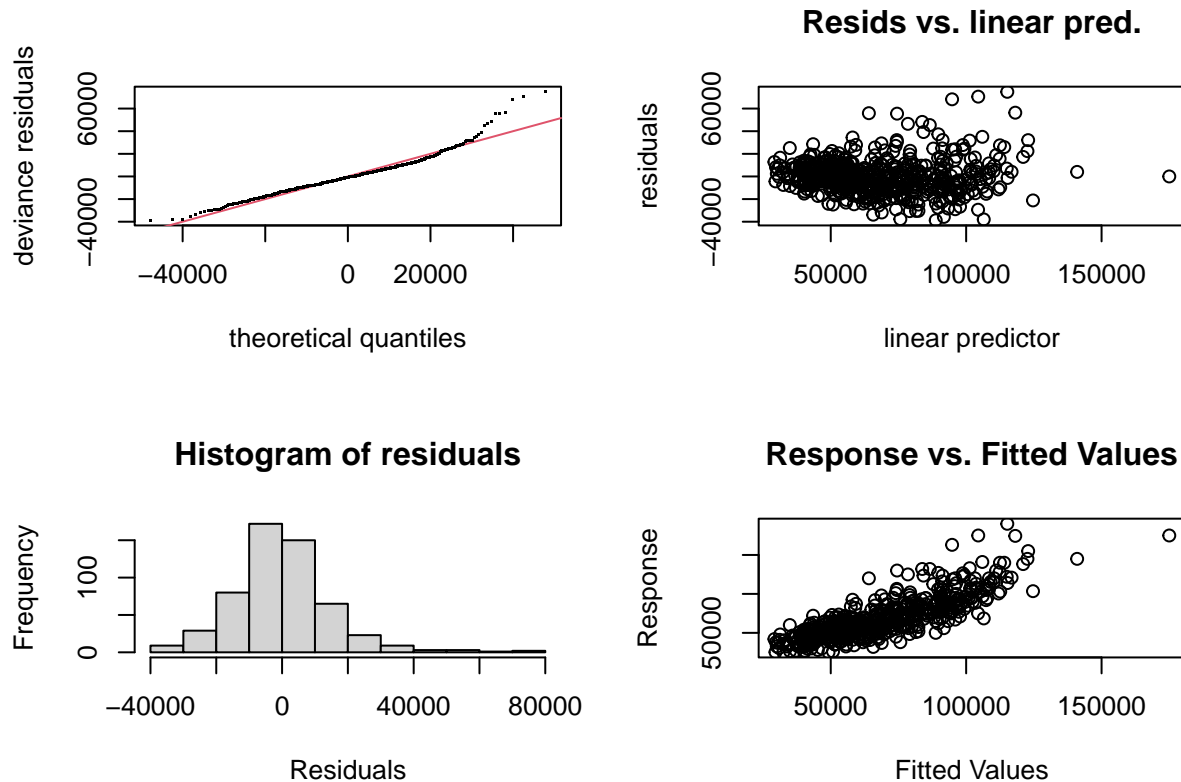 deviance residuals
60000
−40000
−40000
0
20000
theoretical quantiles
Resids vs. linear pred.
residuals
60000
−40000
50000
100000
150000
linear predictor
Histogram of residuals
Frequency
100
0
−40000
0
40000
80000
Residuals
Response vs. Fitted Values
Response
50000
50000
100000
150000
Fitted Values